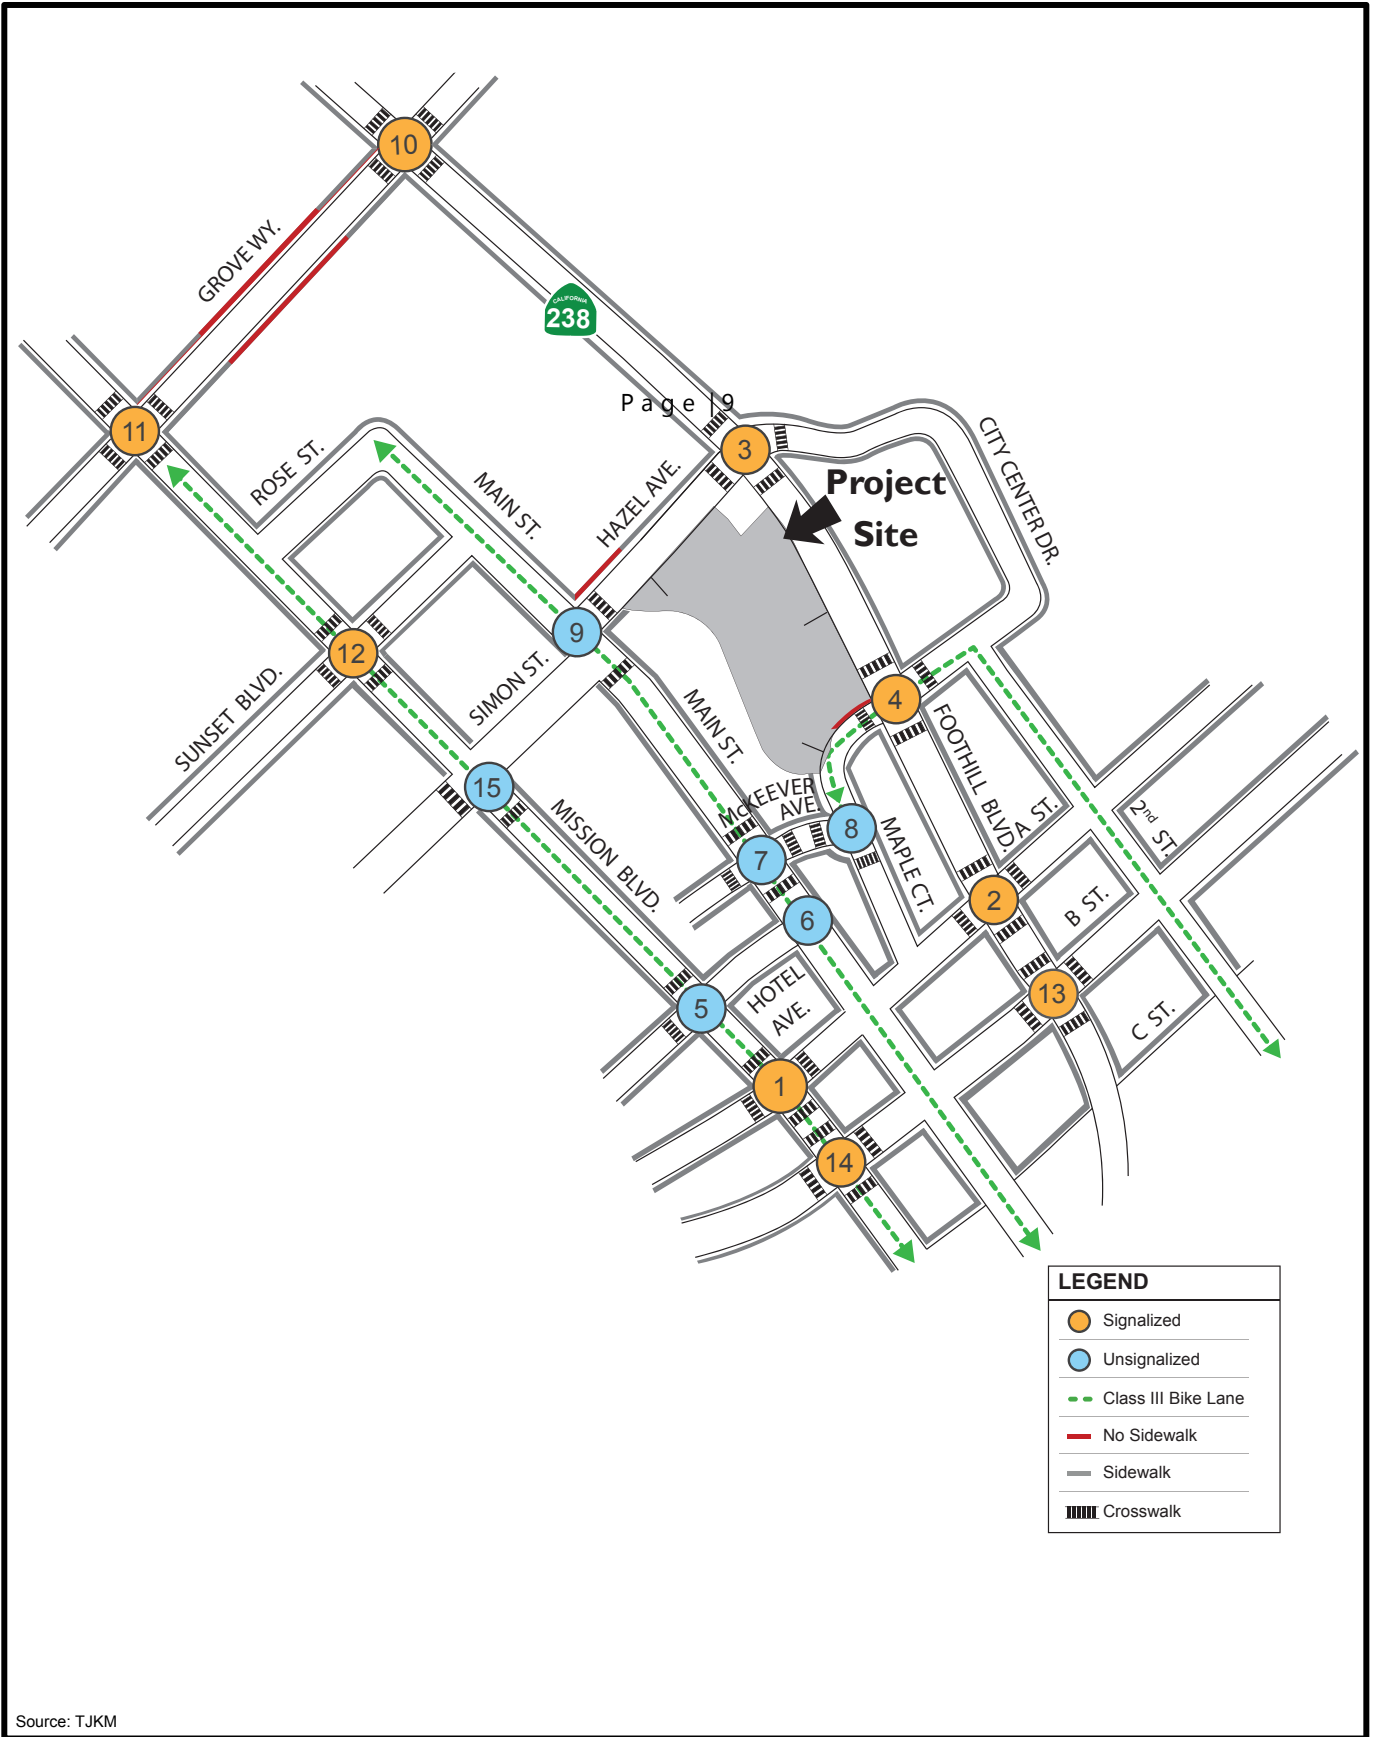 10
GROVE WY.
CALIFORNIA
238
Page |9
11
3
CITY CENTER DR.
ROSE ST.
MAIN ST.
HAZEL AVE.
Project
Site
9
12
SIMON ST.
SUNSET BLVD.
4
MAIN ST.
FOOTHILL BLVD.
15
MISSION BLVD.
McKEEVER
AVE.
8
MAPLE CT.
A ST.
2nd ST.
7
2
B ST.
6
HOTEL
AVE.
13
5
C ST.
1
14
LEGEND
Signalized
Unsignalized
Class III Bike Lane
No Sidewalk
Sidewalk
Crosswalk
Source: TJKM